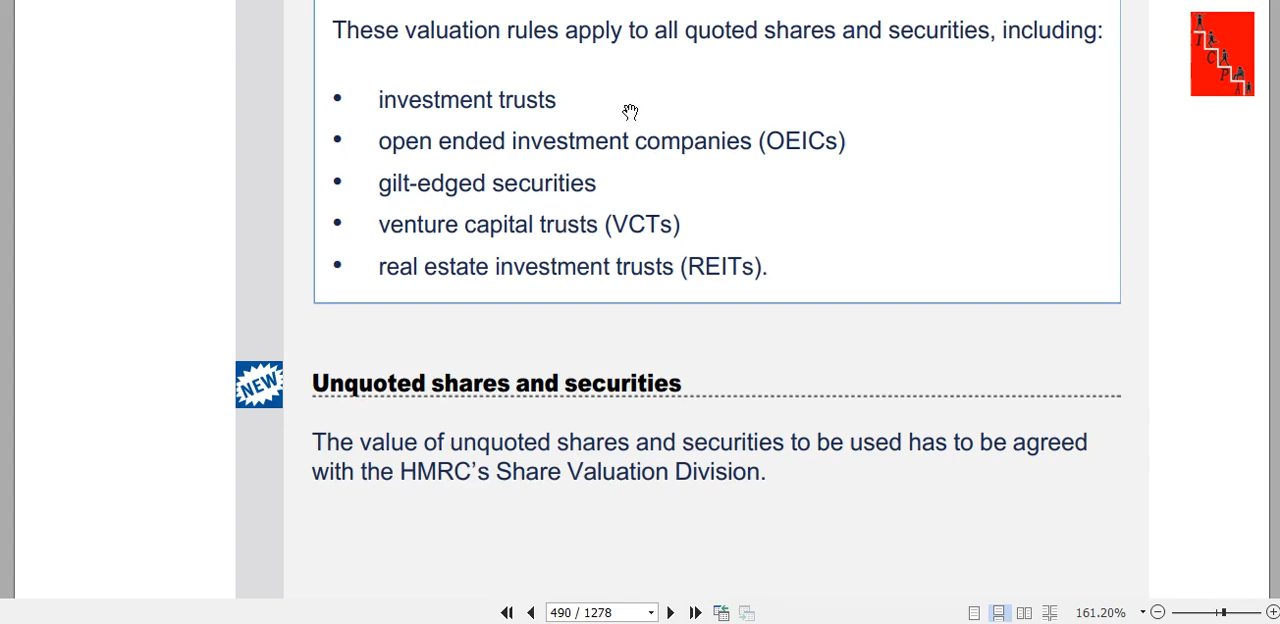 These valuation rules apply to all quoted shares and securities, including:
• investment trusts
• open ended investment companies (OEICs)
• gilt-edged securities
• venture capital trusts (VCTs)
• real estate investment trusts (REITs).
NEW
Unquoted shares and securities
The value of unquoted shares and securities to be used has to be agreed
with the HMRC’s Share Valuation Division.
I
C
P
A
490 / 1278
161.20%